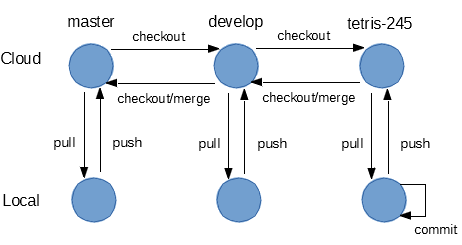 master develop tetris-245
checkout checkout
Cloud
checkout/merge checkout/merge
pull push pull push pull push
Local
commit